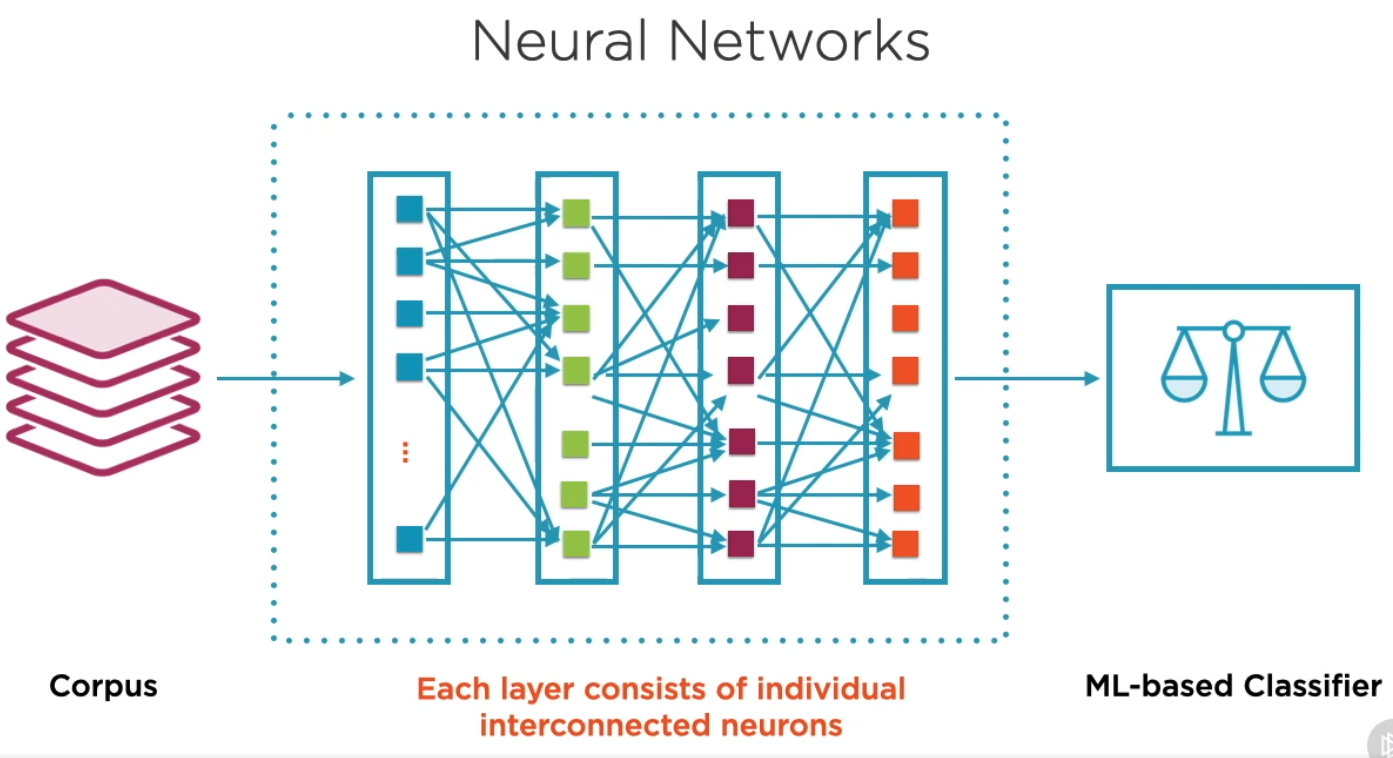 Neural Networks
Corpus
Each layer consists of individual
interconnected neurons
ML-based Classifier